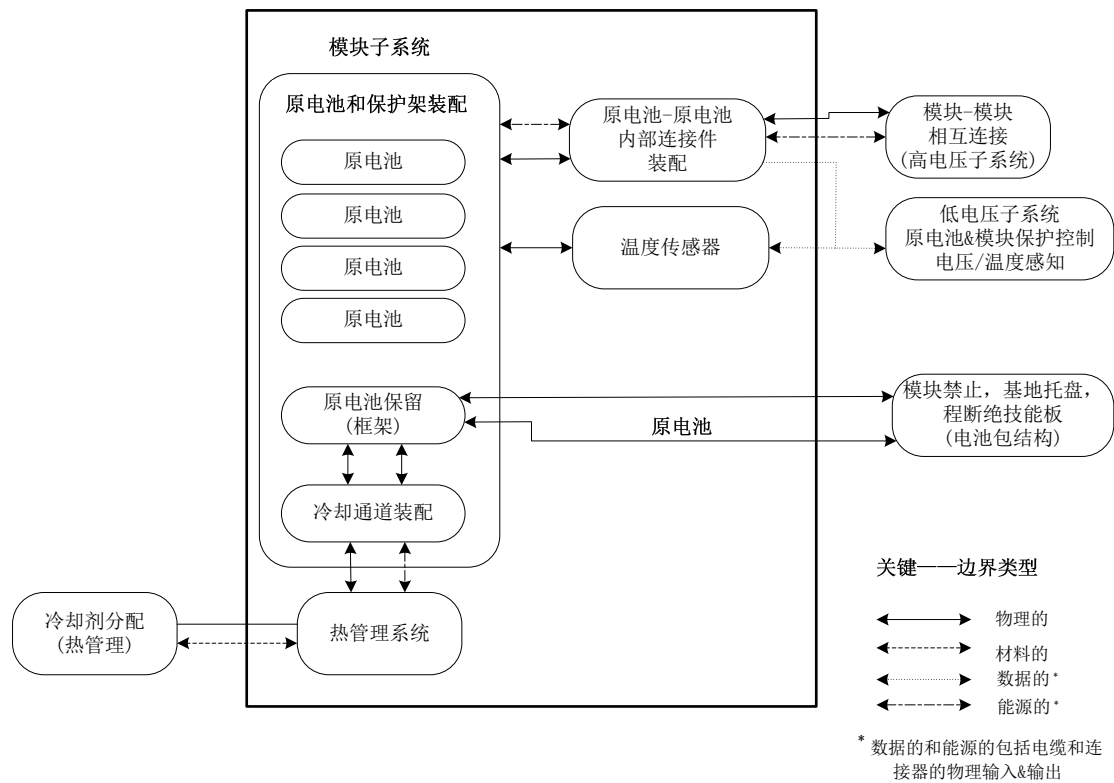 模块子系统
原电池和保护架装配
原电池
原电池
原电池
原电池
原电池保留
(框架)
冷却通道装配
热管理系统
冷却剂分配
(热管理)
原电池-原电池
内部连接件
装配
温度传感器
原电池
模块-模块
相互连接
(高电压子系统)
低电压子系统
原电池&模块保护控制
电压/温度感知
模块禁止，基地托盘，
程断绝技能板
(电池包结构)
关键——边界类型
物理的
材料的
数据的*
能源的*
* 数据的和能源的包括电缆和连
接器的物理输入&输出